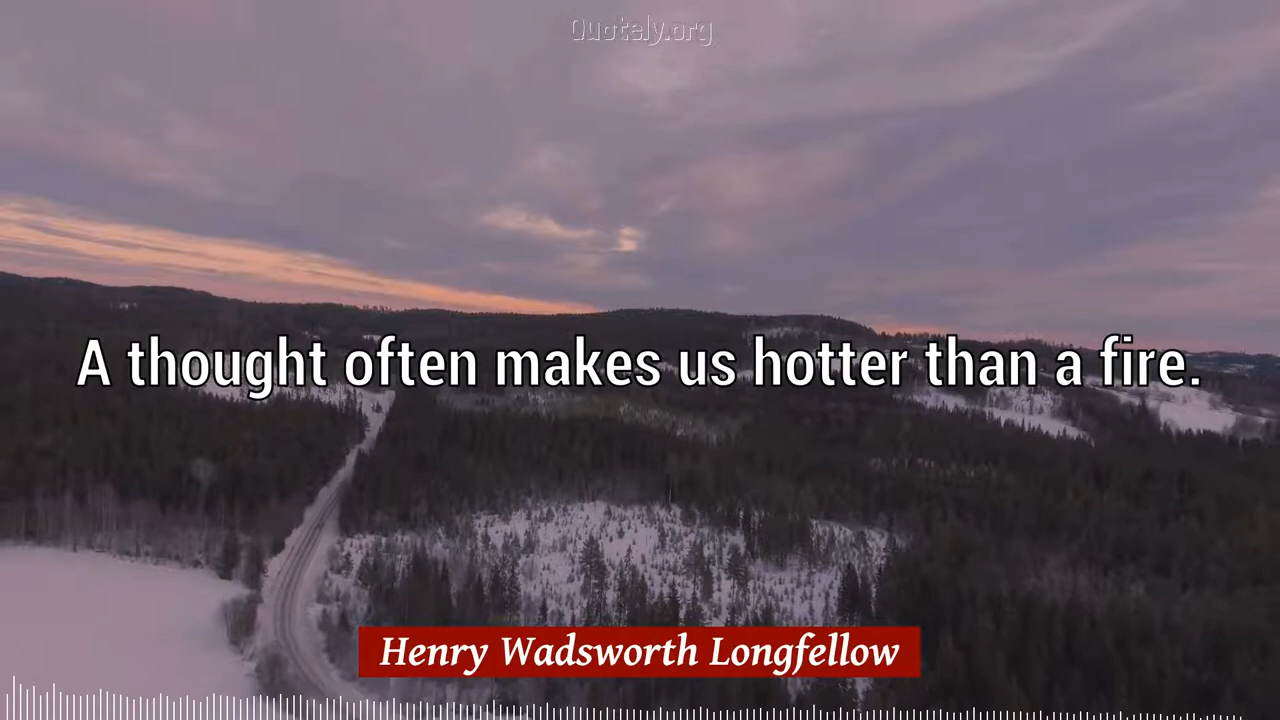 Quotely.org
A thought often makes us hotter than a fire.
Henry Wadsworth Longfellow